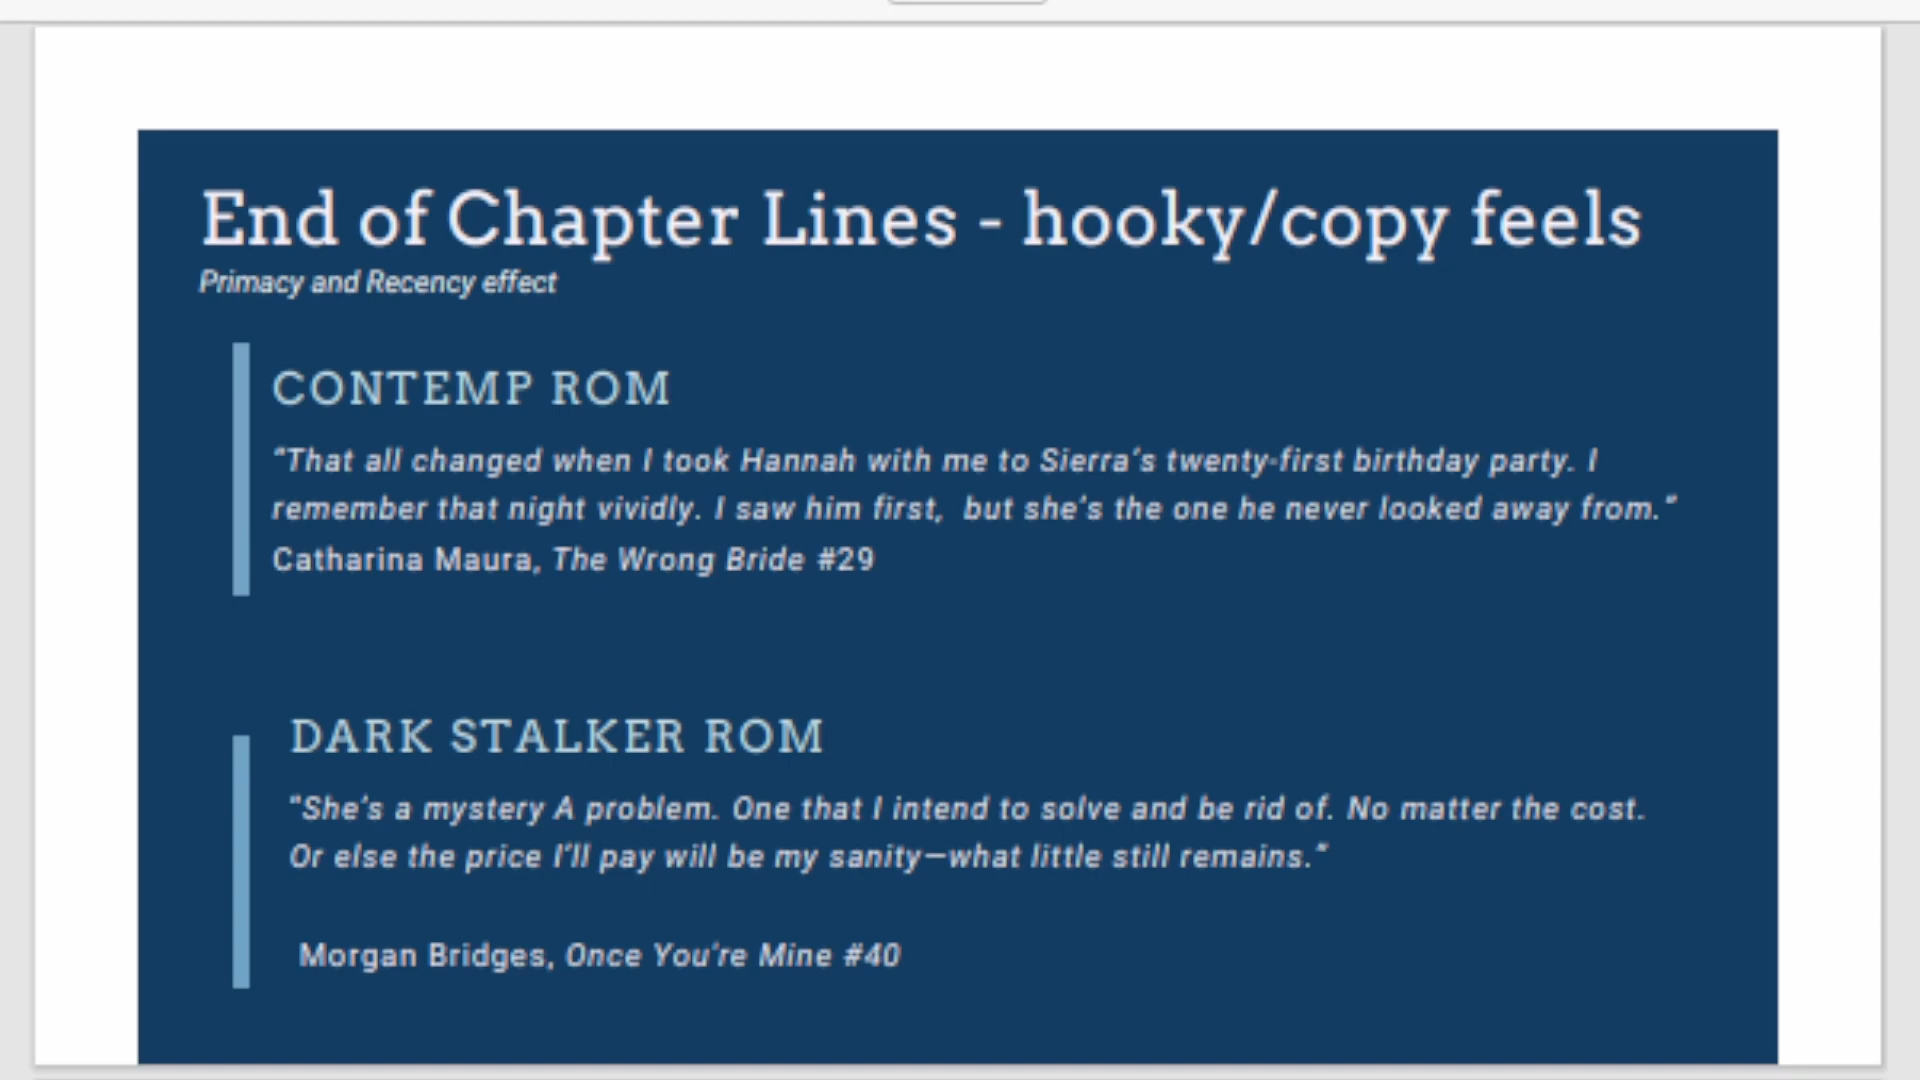 End of Chapter Lines - hooky/copy feels
Primacy and Recency effect
CONTEMP ROM
"That all changed when I took Hannah with me to Sierra's twenty-first birthday party. I
remember that night vividly. I saw him first,  but she's the one he never looked away from."
Catharina Maura, The Wrong Bride #29
DARK STALKER ROM
"She's a mystery A problem. One that I intend to solve and be rid of. No matter the cost.
Or else the price I'll pay will be my sanity—what little still remains."
Morgan Bridges, Once You're Mine #40